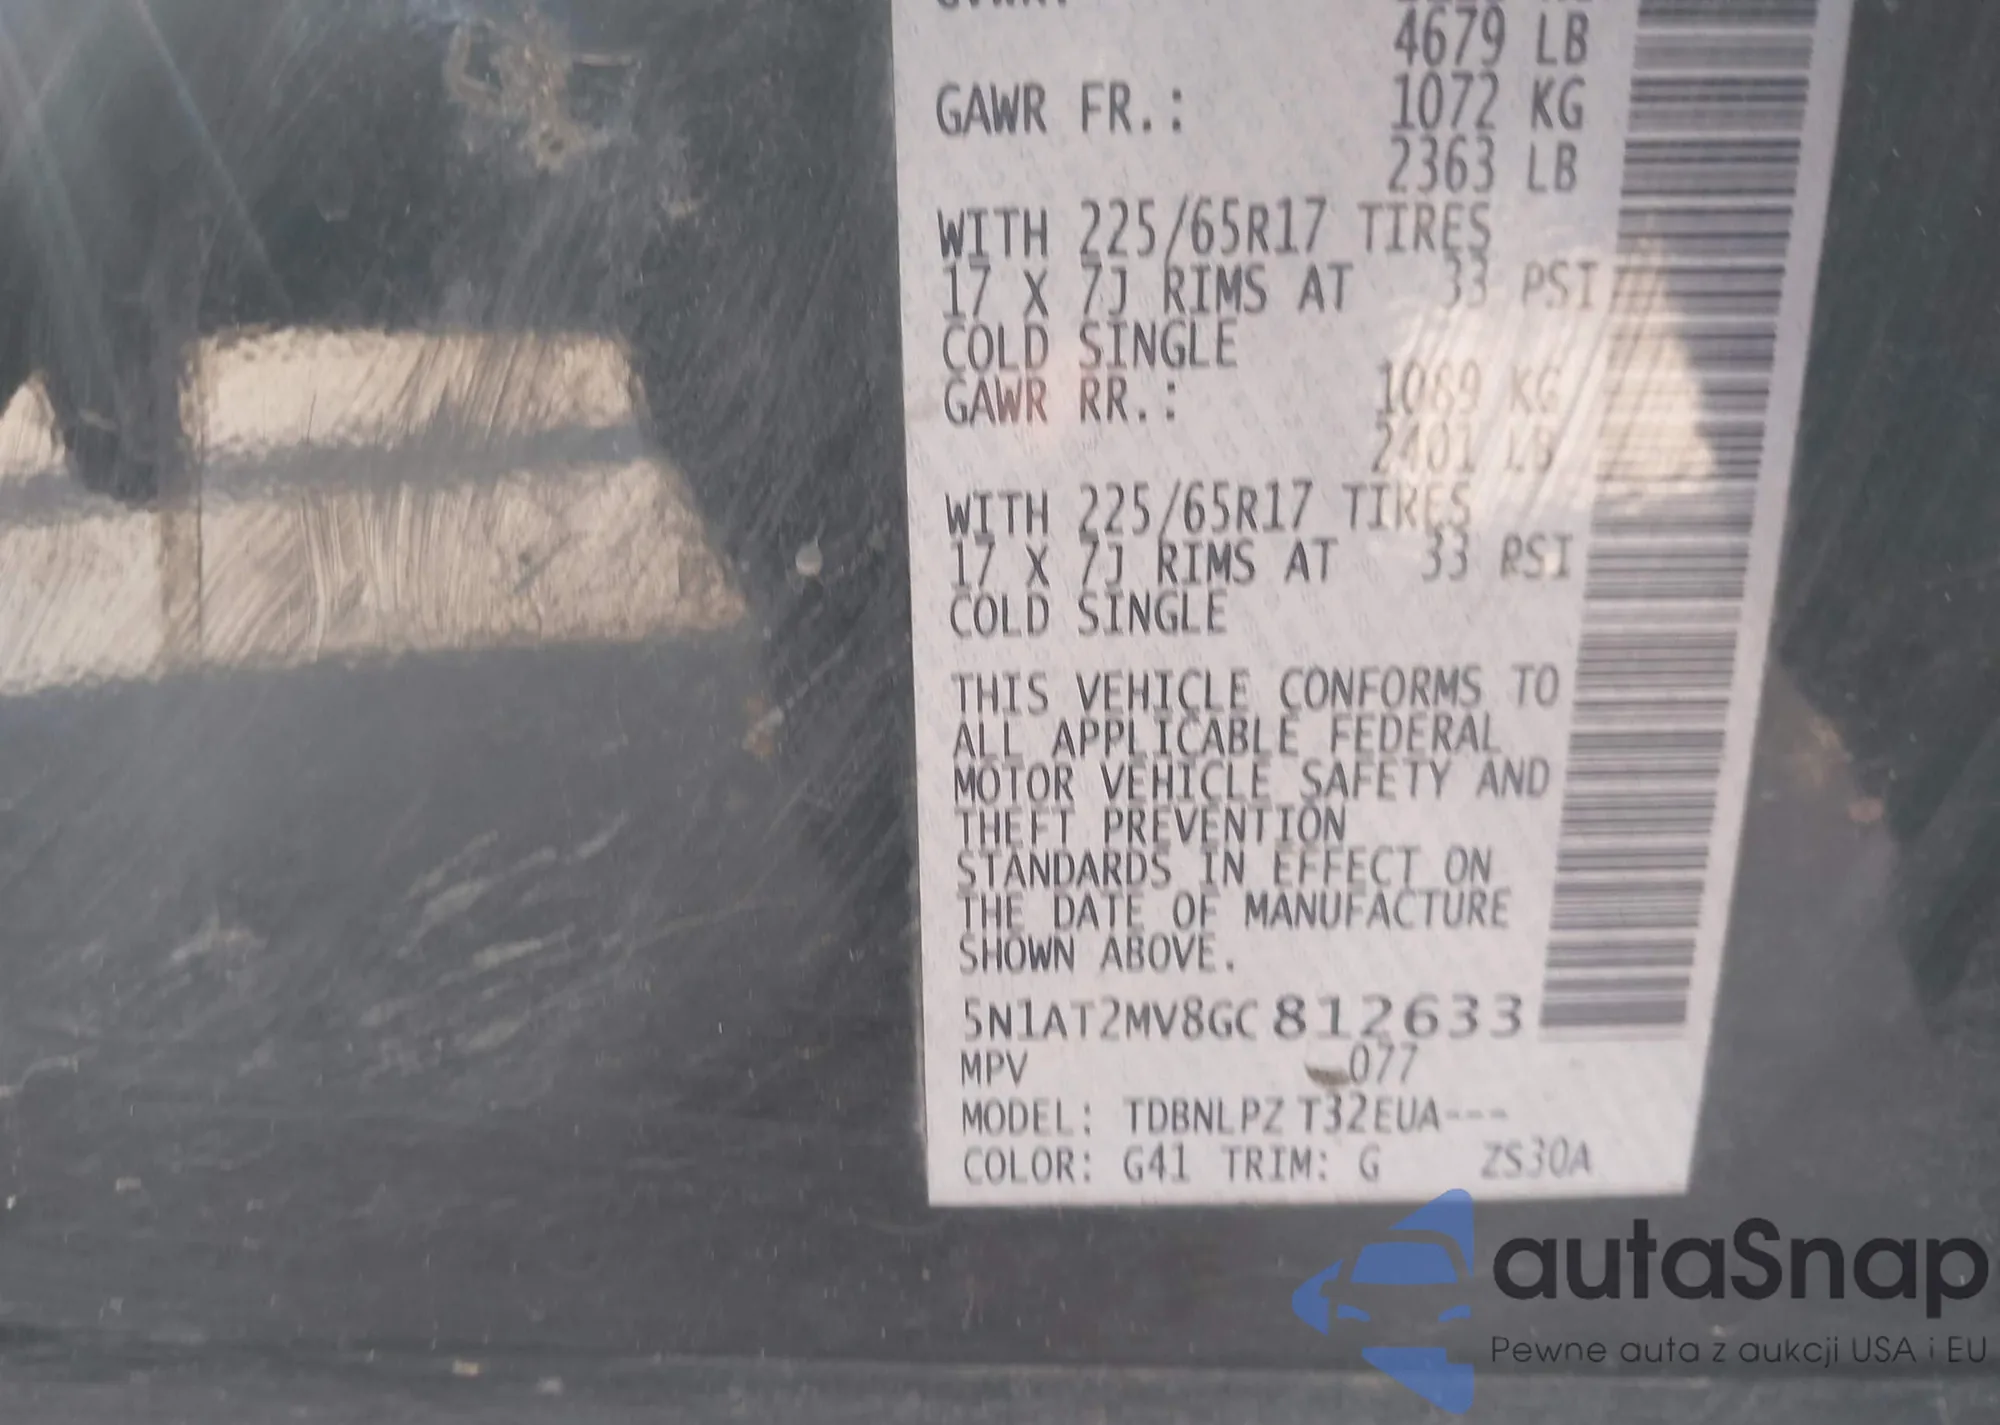 4679 LB
GAWR FR.: 1072 KG
2363 LB
WITH 225/65R17 TIRES
17 X 7J RIMS AT 33 PSI
COLD SINGLE
GAWR RR.: 1089 KG
2401 LB
WITH 225/65R17 TIRES
17 X 7J RIMS AT 33 PSI
COLD SINGLE
THIS VEHICLE CONFORMS TO
ALL APPLICABLE FEDERAL
MOTOR VEHICLE SAFETY AND
THEFT PREVENTION
STANDARDS IN EFFECT ON
THE DATE OF MANUFACTURE
SHOWN ABOVE.
5N1AT2MV8GC812633
MPV 077
MODEL: TDBNLPZ T32EUA---
COLOR: G41 TRIM: G ZS30A
autaSnap
Pewne auta z aukcji USA i EU